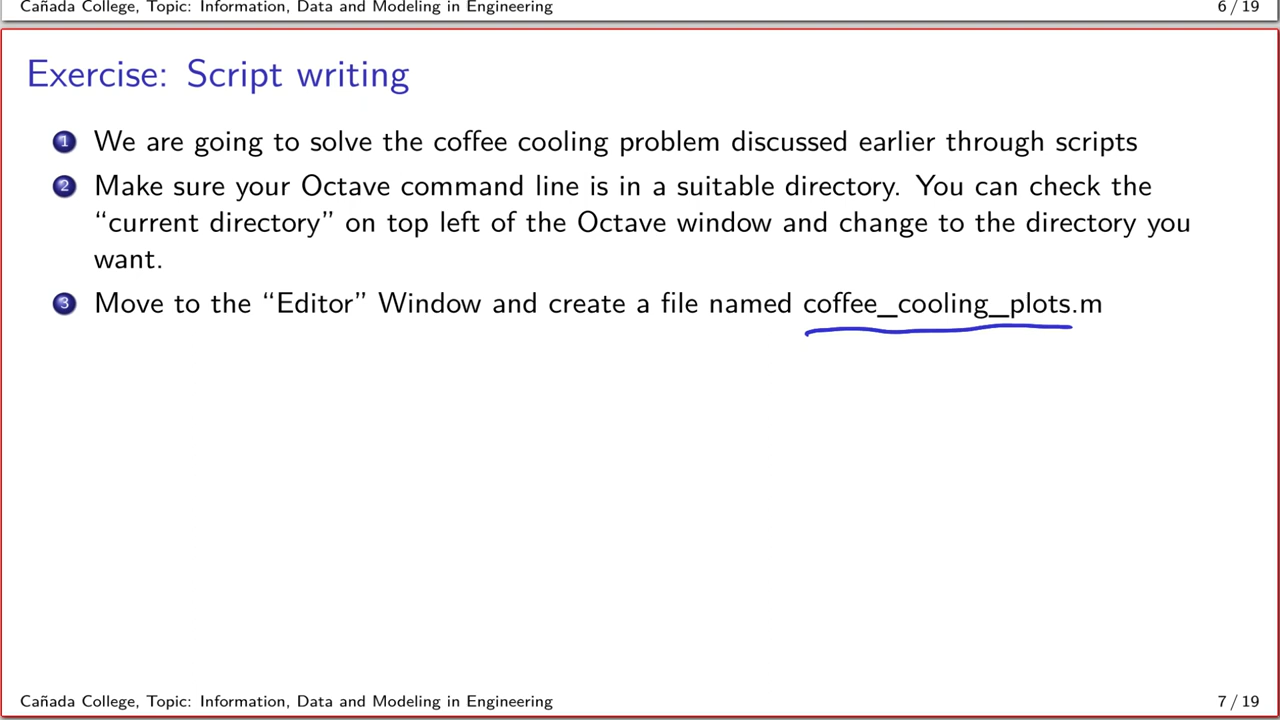 Cañada College, Topic: Information, Data and Modeling in Engineering 6 / 19
Exercise: Script writing
1 We are going to solve the coffee cooling problem discussed earlier through scripts
2 Make sure your Octave command line is in a suitable directory. You can check the
“current directory” on top left of the Octave window and change to the directory you
want.
3 Move to the “Editor” Window and create a file named coffee_cooling_plots.m
Cañada College, Topic: Information, Data and Modeling in Engineering 7 / 19